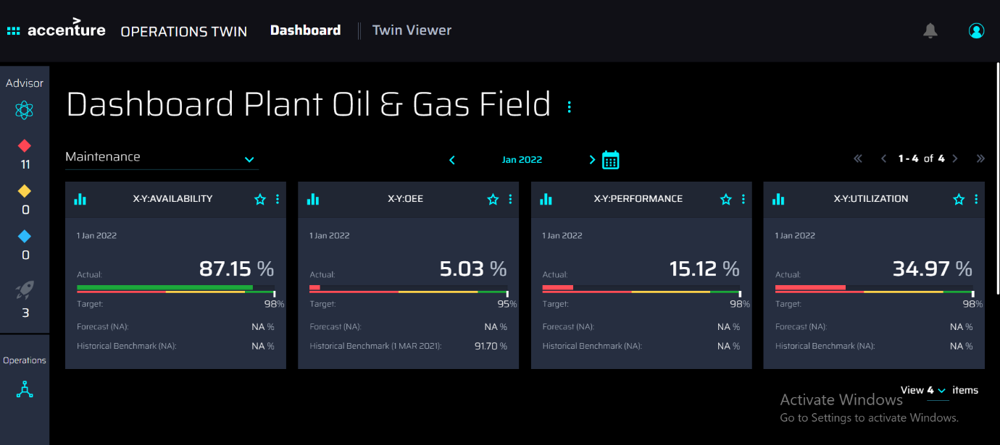 accenture OPERATIONS TWIN Dashboard Twin Viewer
Advisor
11
0
0
3
Operations
Dashboard Plant Oil & Gas Field
Maintenance
Jan 2022
1 - 4 of 4
X-Y:AVAILABILITY
1 Jan 2022
Actual: 87.15 %
Target: 98%
Forecast (NA): NA %
Historical Benchmark (NA): NA %
X-Y:OEE
1 Jan 2022
Actual: 5.03 %
Target: 95%
Forecast (NA): NA %
Historical Benchmark (1 MAR 2021): 91.70 %
X-Y:PERFORMANCE
1 Jan 2022
Actual: 15.12 %
Target: 98%
Forecast (NA): NA %
Historical Benchmark (NA): NA %
X-Y:UTILIZATION
1 Jan 2022
Actual: 34.97 %
Target: 98%
Forecast (NA): NA %
Historical Benchmark (NA): NA %
View 4 items
Activate Windows
Go to Settings to activate Windows.